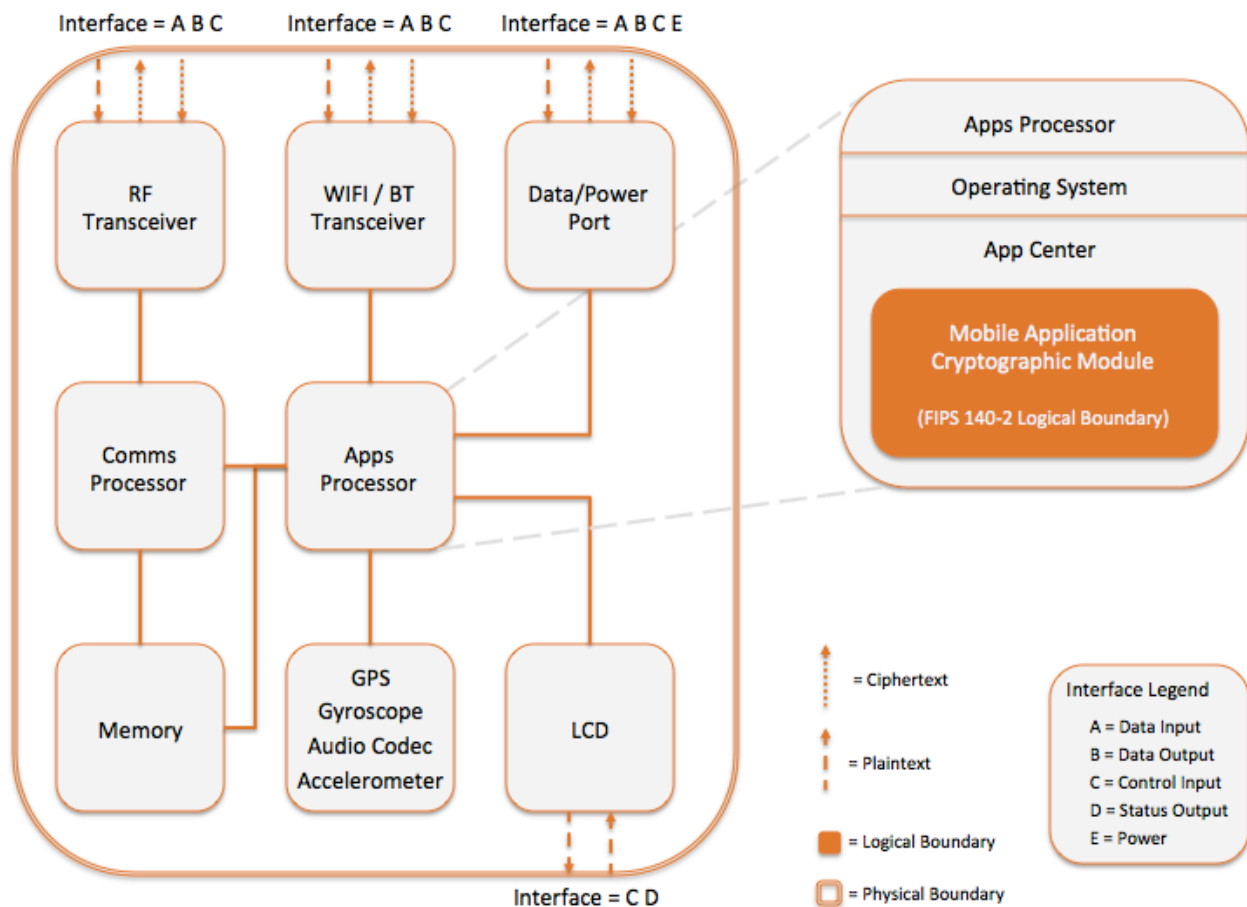 Interface = A B C
Interface = A B C
Interface = A B C E
RF
Transceiver
WIFI / BT
Transceiver
Data/Power
Port
Apps Processor
Operating System
App Center
Mobile Application
Cryptographic Module
(FIPS 140-2 Logical Boundary)
Comms
Processor
Apps
Processor
Memory
GPS
Gyroscope
Audio Codec
Accelerometer
LCD
Interface = C D
= Ciphertext
= Plaintext
= Logical Boundary
= Physical Boundary
Interface Legend
A = Data Input
B = Data Output
C = Control Input
D = Status Output
E = Power